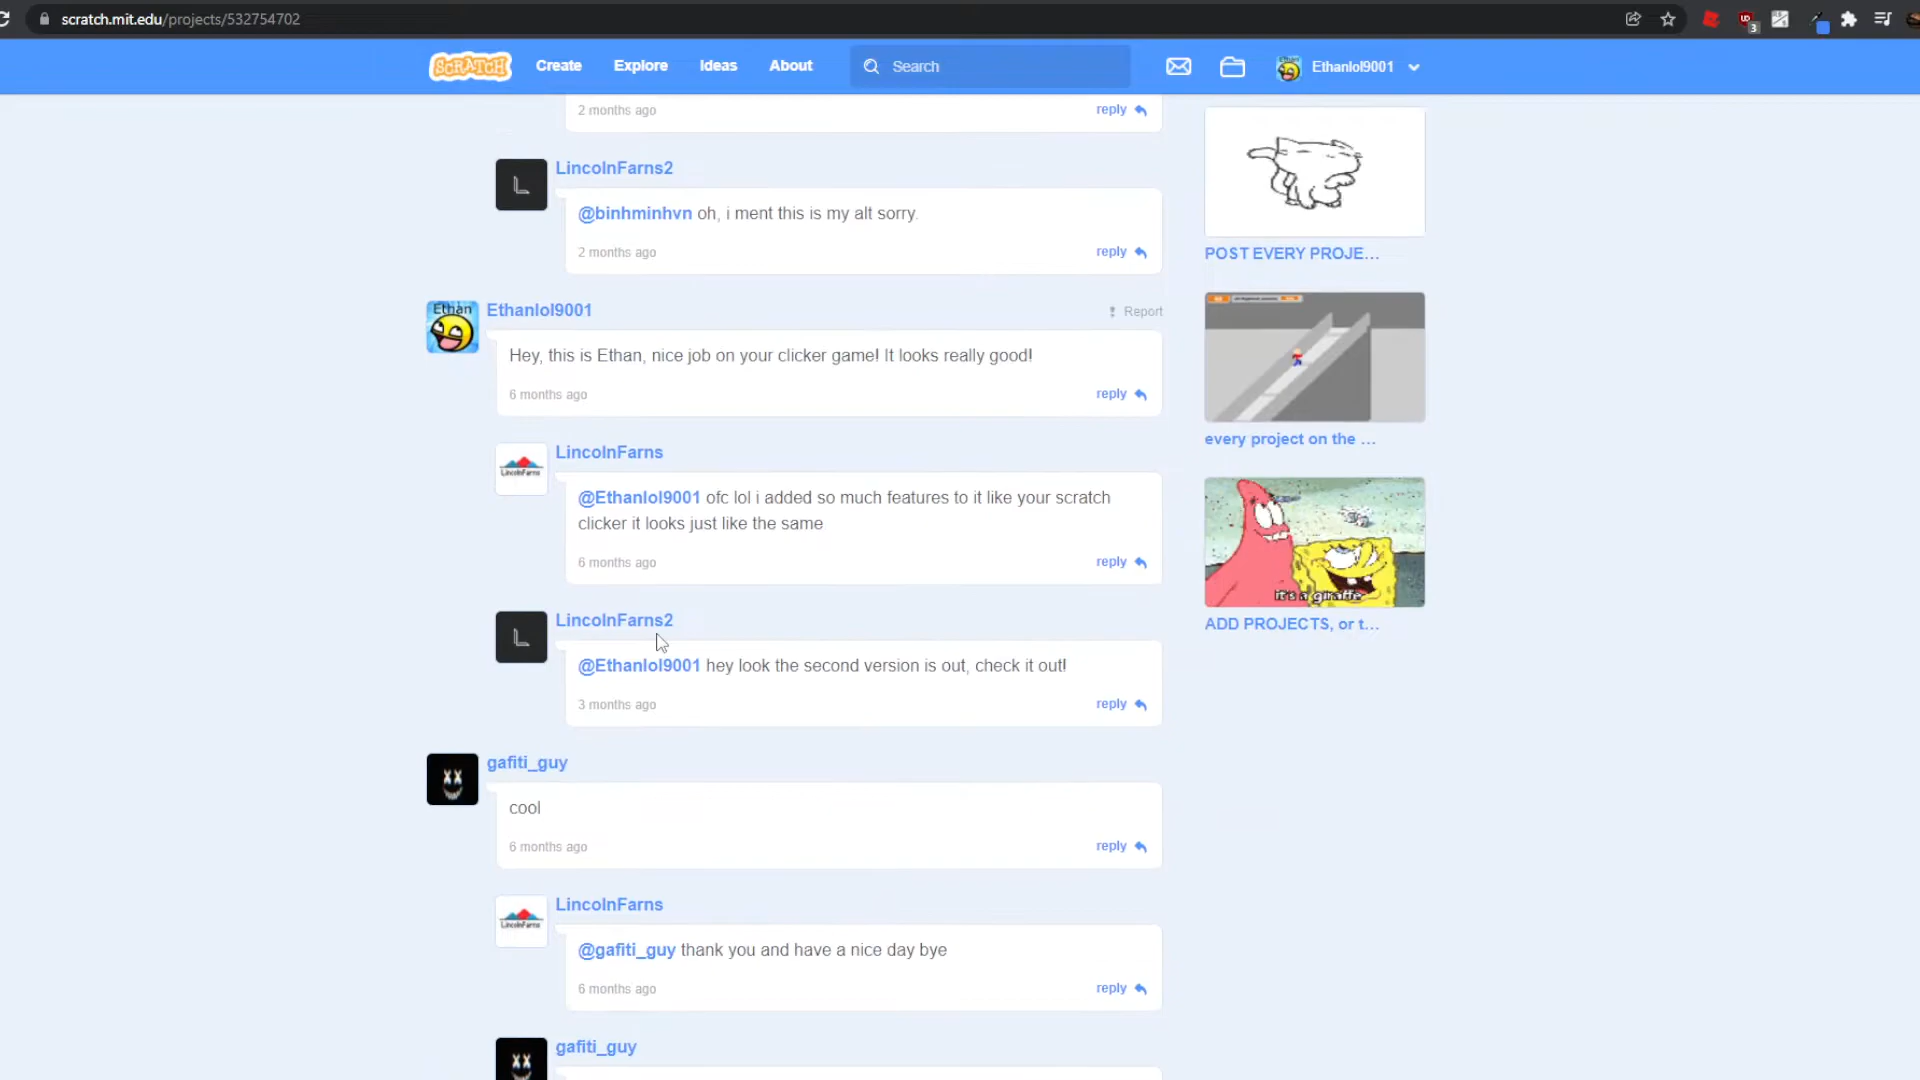 scratch.mit.edu/projects/532754702
3
SCRATCH
Create
Explore
Ideas
About
Search
Ethanlol9001
2 months ago
reply
LincolnFarns2
L
@binhminhvn oh, i ment this is my alt sorry.
2 months ago
reply
Ethan
Ethanlol9001
Report
Hey, this is Ethan, nice job on your clicker game! It looks really good!
6 months ago
reply
LincolnFarns
LincolnFarns
@Ethanlol9001 ofc lol i added so much features to it like your scratch
clicker it looks just like the same
6 months ago
reply
LincolnFarns2
L
@Ethanlol9001 hey look the second version is out, check it out!
3 months ago
reply
gafiti_guy
cool
6 months ago
reply
LincolnFarns
LincolnFarns
@gafiti_guy thank you and have a nice day bye
6 months ago
reply
gafiti_guy
POST EVERY PROJE...
every project on the ...
it's a giraffe
ADD PROJECTS, or t...